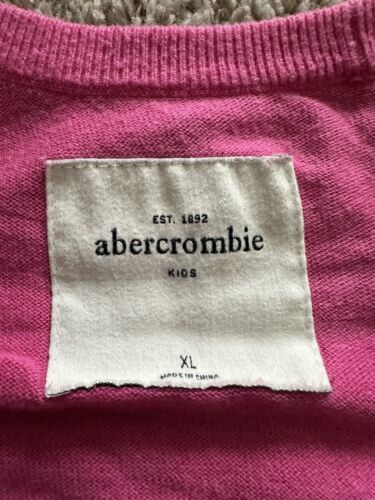 EST. 1892
abercrombie
KIDS
XL
MADE IN CHINA